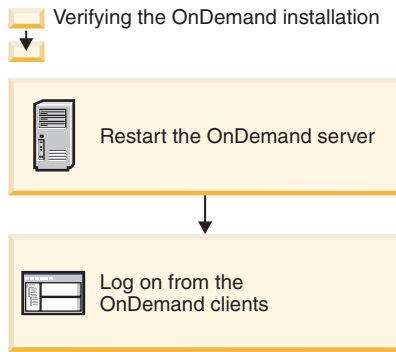 Verifying the OnDemand installation
Restart the OnDemand server
Log on from the
OnDemand clients